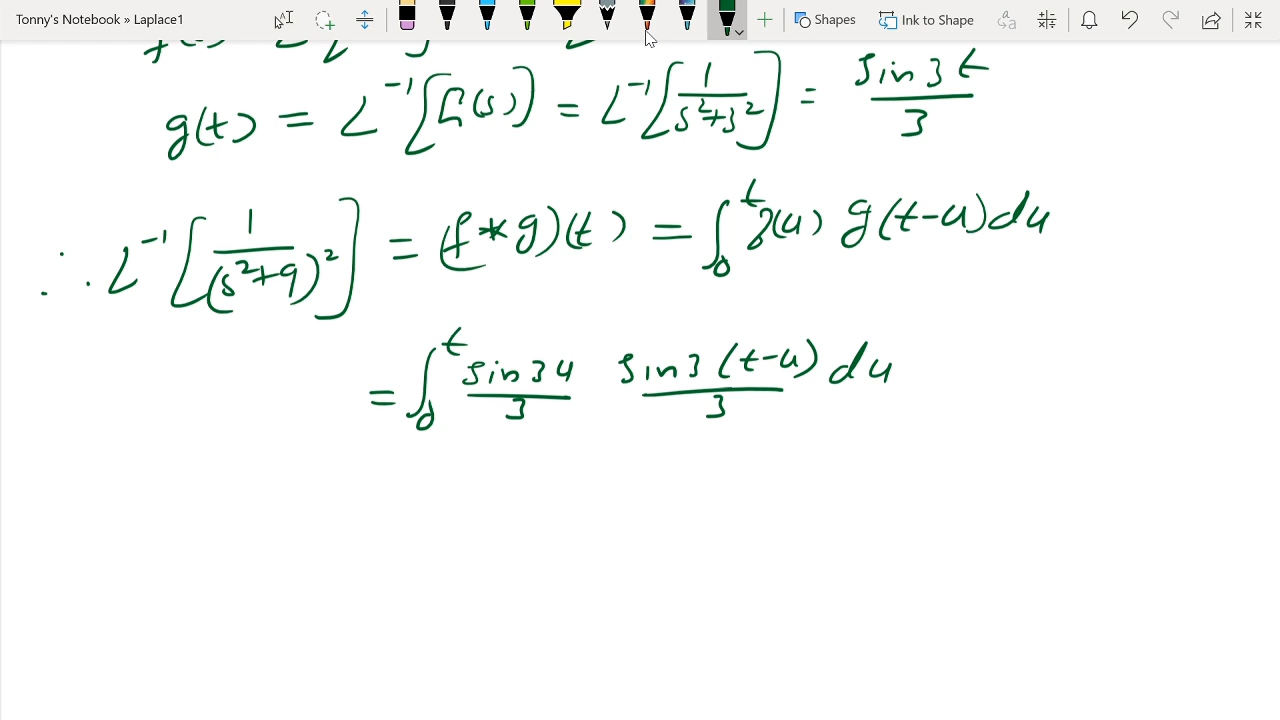 Tonny's Notebook » Laplace1 Shapes Ink to Shape
g(t) = L⁻¹[G(s)] = L⁻¹[1/(s²+3²)] = sin 3t/3
∴ L⁻¹[1/(s²+9)²] = (f*g)(t) = ∫₀ᵗ f(u) g(t-u)du
= ∫₀ᵗ sin 3u/3 sin 3(t-u)/3 du